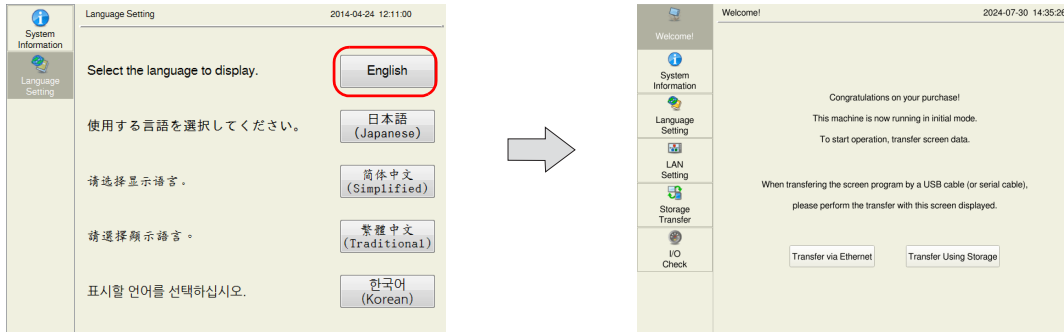 System
Information
Language
Setting
Language Setting
2014-04-24 12:11:00
Select the language to display.
English
使用する言語を選択してください。
日本語
(Japanese)
请选择显示语言。
简体中文
(Simplified)
請選擇顯示語言。
繁體中文
(Traditional)
표시할 언어를 선택하십시오.
한국어
(Korean)
Welcome!
System
Information
Language
Setting
LAN
Setting
Storage
Transfer
I/O
Check
Welcome!
2024-07-30 14:35:26
Congratulations on your purchase!
This machine is now running in initial mode.
To start operation, transfer screen data.
When transfering the screen program by a USB cable (or serial cable),
please perform the transfer with this screen displayed.
Transfer via Ethernet
Transfer Using Storage